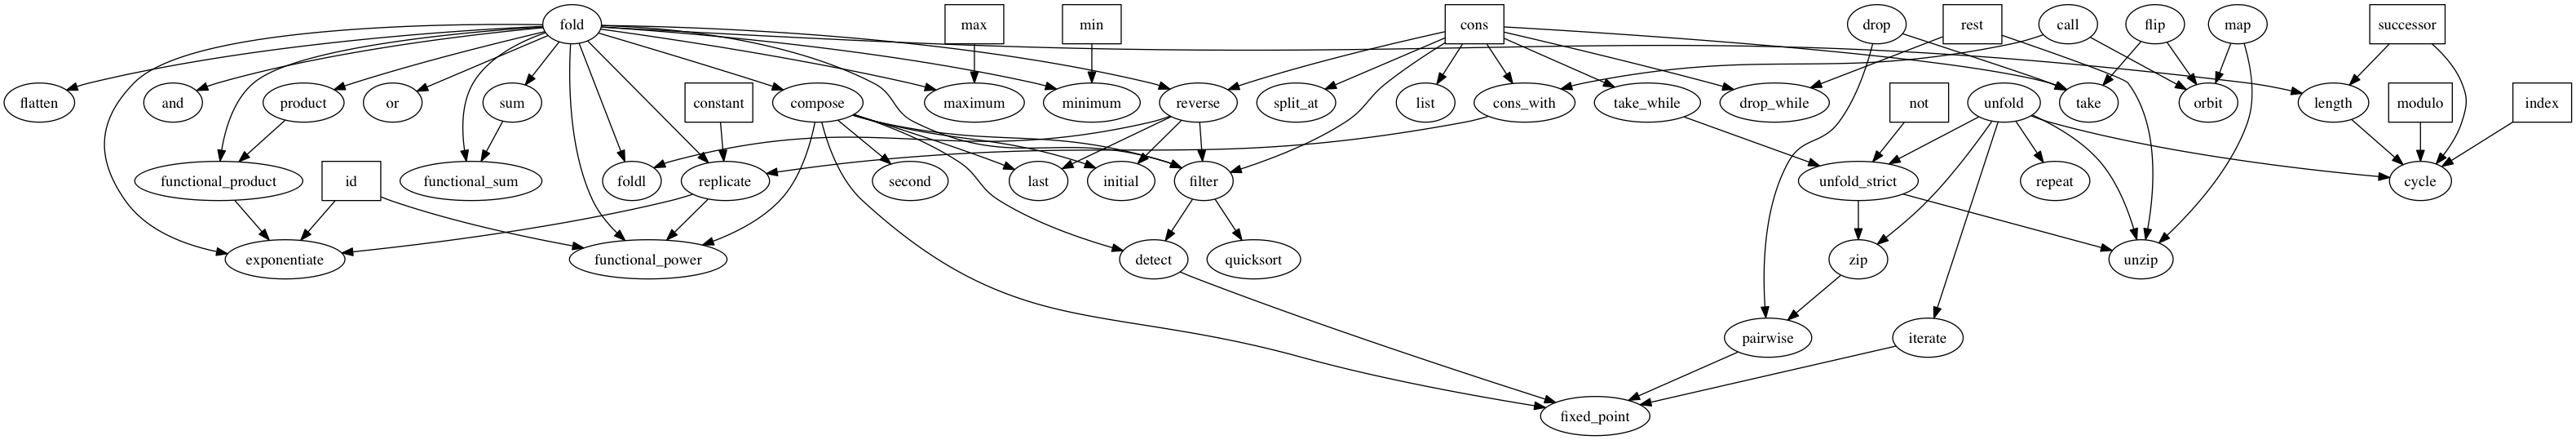 fold
max
min
cons
drop
rest
call
flip
map
successor
flatten
and
product
or
sum
constant
compose
maximum
minimum
reverse
split_at
list
cons_with
take_while
drop_while
not
unfold
take
orbit
length
modulo
index
functional_product
id
functional_sum
foldl
replicate
second
last
initial
filter
unfold_strict
repeat
cycle
exponentiate
functional_power
detect
quicksort
zip
unzip
pairwise
iterate
fixed_point